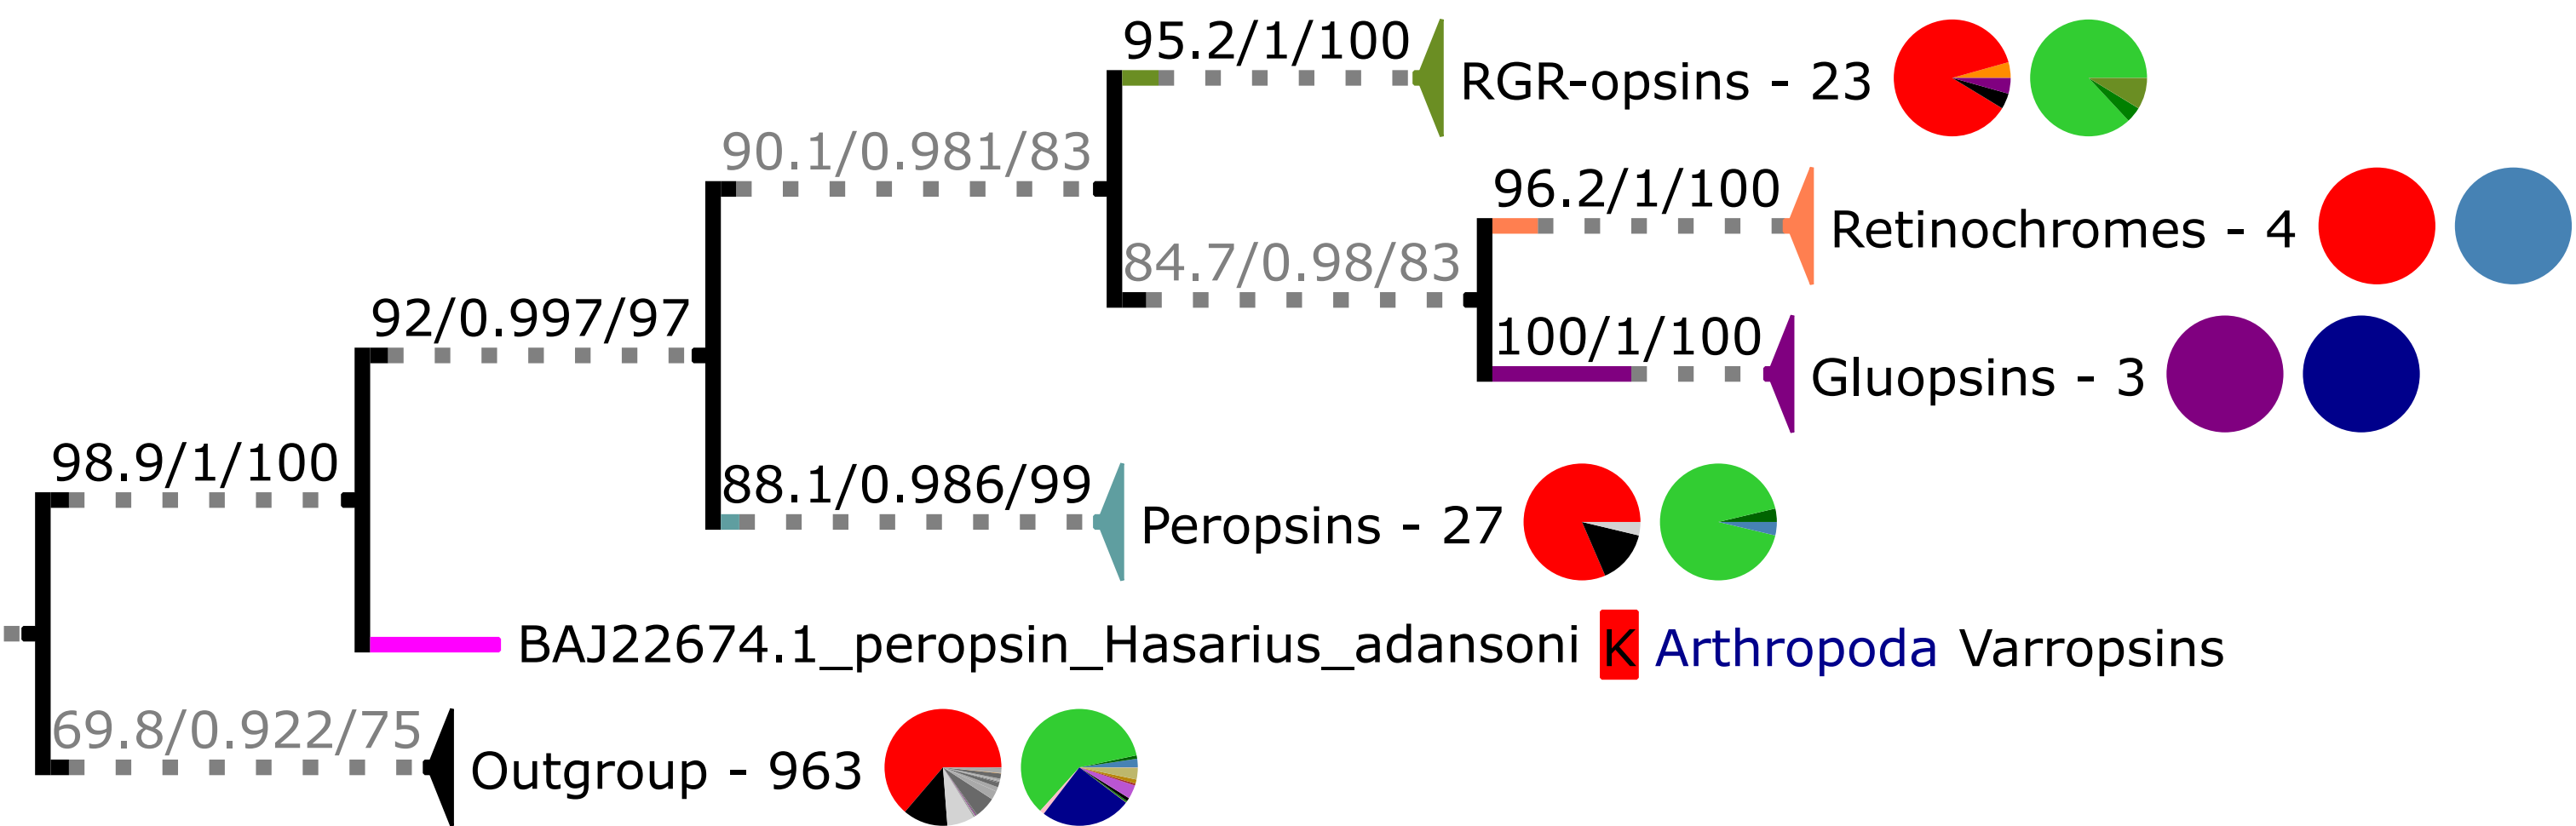 95.2/1/100
RGR-opsins - 23
90.1/0.981/83
96.2/1/100
Retinochromes - 4
84.7/0.98/83
92/0.997/97
100/1/100
Gluopsins - 3
98.9/1/100
88.1/0.986/99
Peropsins - 27
BAJ22674.1_peropsin_Hasarius_adansoni K Arthropoda Varropsins
69.8/0.922/75
Outgroup - 963